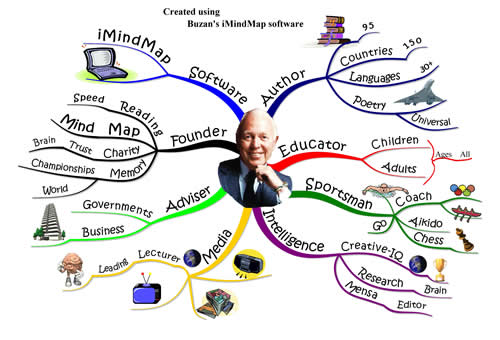 Created using
Buzan's iMindMap software
iMindMap
Software
Author
95
Countries
150
Languages
30+
Poetry
Universal
Educator
Children
Adults
Ages
All
Sportsman
Coach
Aikido
Chess
Go
Intelligence
Creative-IQ
Research
Brain
Mensa
Editor
Media
Lecturer
Leading
Adviser
Governments
Business
Founder
Speed
Reading
Mind Map
Brain
Trust
Charity
Memory
Championships
World